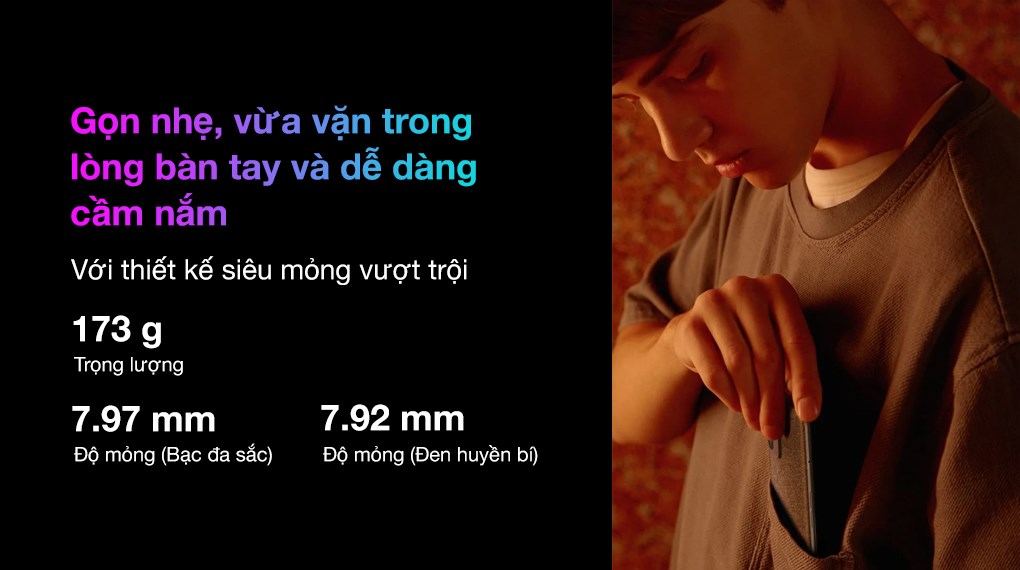 Gọn nhẹ, vừa vặn trong
lòng bàn tay và dễ dàng
cầm nắm
Với thiết kế siêu mỏng vượt trội
173 g
Trọng lượng
7.97 mm
Độ mỏng (Bạc đa sắc)
7.92 mm
Độ mỏng (Đen huyền bí)